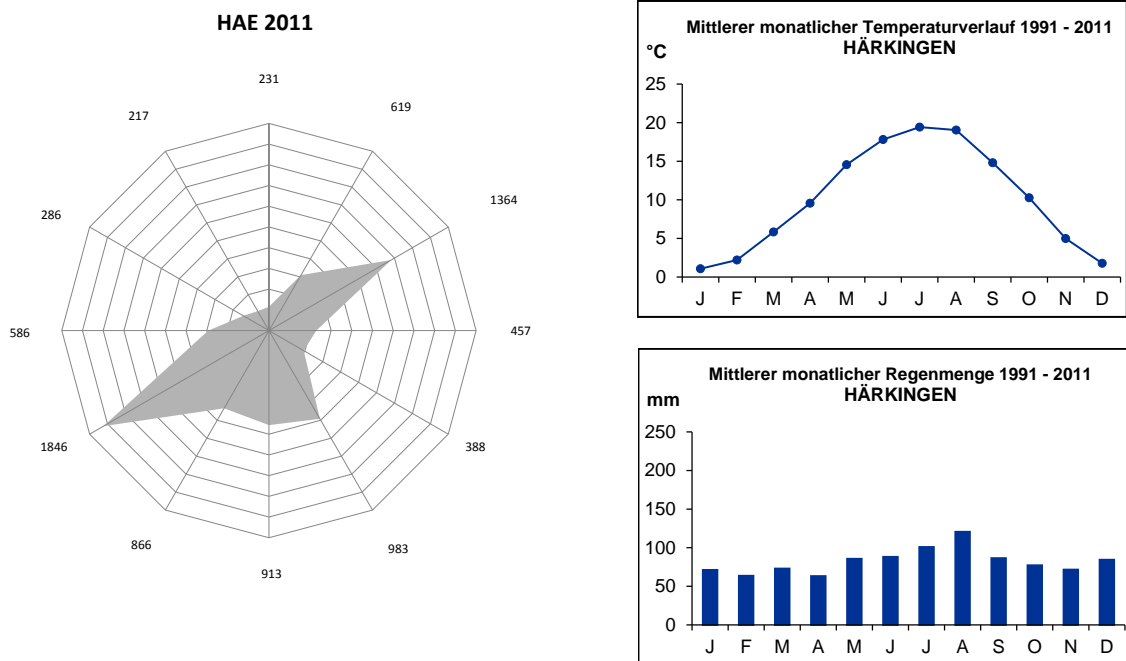 HAE 2011
231
619
1364
457
388
983
913
866
1846
586
286
217
Mittlerer monatlicher Temperaturverlauf 1991 - 2011
HÄRKINGEN
°C
25
20
15
10
5
0
J F M A M J J A S O N D
Mittlerer monatlicher Regenmenge 1991 - 2011
HÄRKINGEN
mm
250
200
150
100
50
0
J F M A M J J A S O N D